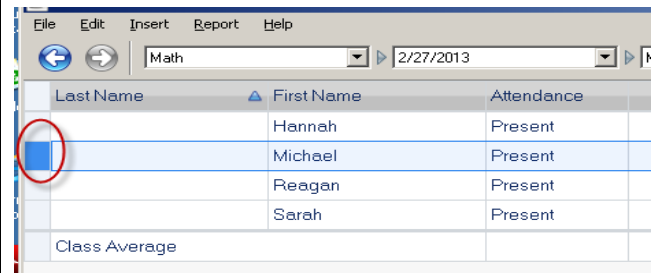 File Edit Insert Report Help
Math 2/27/2013
Last Name First Name Attendance
Hannah Present
Michael Present
Reagan Present
Sarah Present
Class Average